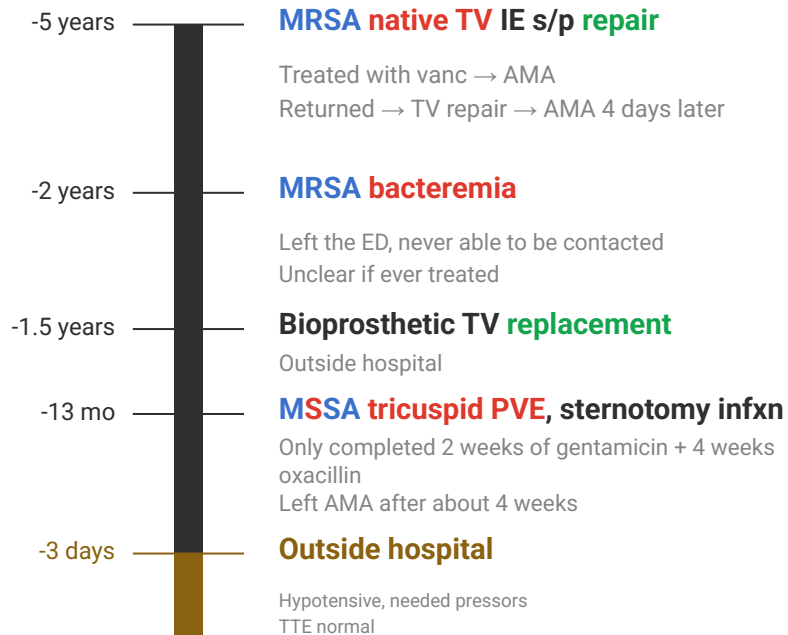 -5 years
MRSA native TV IE s/p repair
Treated with vanc → AMA
Returned → TV repair → AMA 4 days later
-2 years
MRSA bacteremia
Left the ED, never able to be contacted
Unclear if ever treated
-1.5 years
Bioprosthetic TV replacement
Outside hospital
-13 mo
MSSA tricuspid PVE, sternotomy infxn
Only completed 2 weeks of gentamicin + 4 weeks
oxacillin
Left AMA after about 4 weeks
-3 days
Outside hospital
Hypotensive, needed pressors
TTE normal